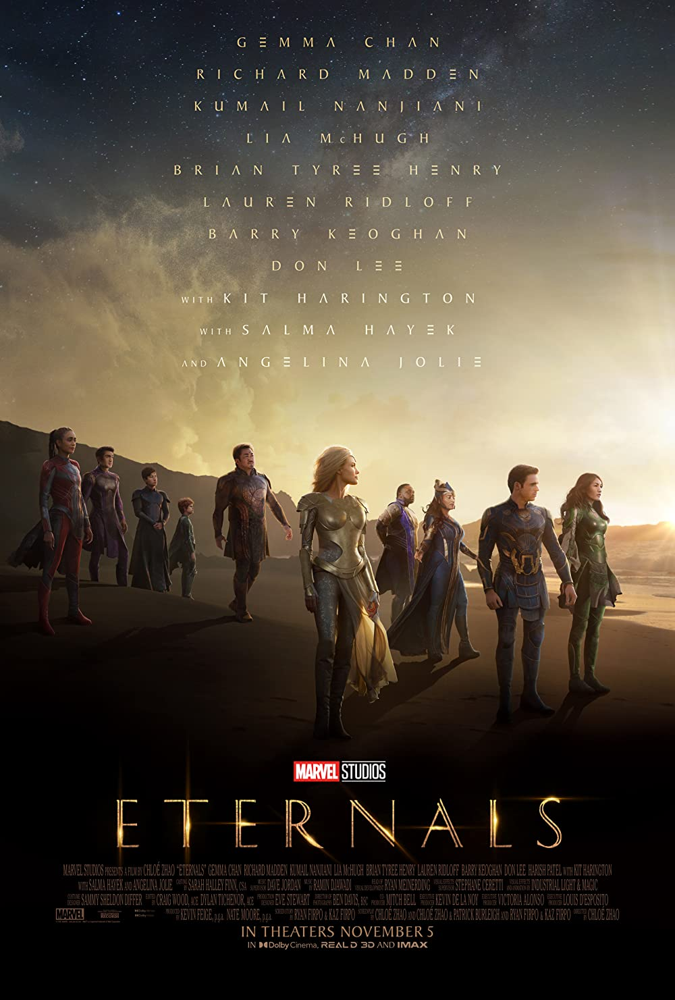 GEMMA CHAN
RICHARD MADDEN
KUMAIL NANJIANI
LIA McHUGH
BRIAN TYREE HENRY
LAUREN RIDLOFF
BARRY KEOGHAN
DON LEE
WITH KIT HARINGTON
WITH SALMA HAYEK
AND ANGELINA JOLIE
MARVEL STUDIOS
ETERNALS
MARVEL STUDIOS PRESENTS A FILM BY CHLOÉ ZHAO "ETERNALS" GEMMA CHAN RICHARD MADDEN KUMAIL NANJIANI LIA McHUGH BRIAN TYREE HENRY LAUREN RIDLOFF BARRY KEOGHAN DON LEE HARISH PATEL WITH KIT HARINGTON
WITH SALMA HAYEK AND ANGELINA JOLIE CASTING BY SARAH HALLEY FINN, CSA MUSIC SUPERVISOR DAVE JORDAN MUSIC BY RAMIN DJAWADI HEAD OF VISUAL DEVELOPMENT RYAN MEINERDING VISUAL EFFECTS SUPERVISOR STEPHANE CERETTI VISUAL EFFECTS AND ANIMATION BY INDUSTRIAL LIGHT & MAGIC
COSTUME DESIGNER SAMMY SHELDON DIFFER EDITED BY CRAIG WOOD, ACE DYLAN TICHENOR, ACE PRODUCTION DESIGNER EVE STEWART DIRECTOR OF PHOTOGRAPHY BEN DAVIS, BSC CO-PRODUCER MITCH BELL EXECUTIVE PRODUCER KEVIN DE LA NOY EXECUTIVE PRODUCER VICTORIA ALONSO EXECUTIVE PRODUCER LOUIS D'ESPOSITO
MARVEL PRODUCED BY KEVIN FEIGE, p.g.a. NATE MOORE, p.g.a. SCREEN STORY BY RYAN FIRPO & KAZ FIRPO SCREENPLAY BY CHLOÉ ZHAO AND CHLOÉ ZHAO & PATRICK BURLEIGH AND RYAN FIRPO & KAZ FIRPO DIRECTED BY CHLOÉ ZHAO
IN THEATERS NOVEMBER 5
IN Dolby Cinema, REAL D 3D AND IMAX